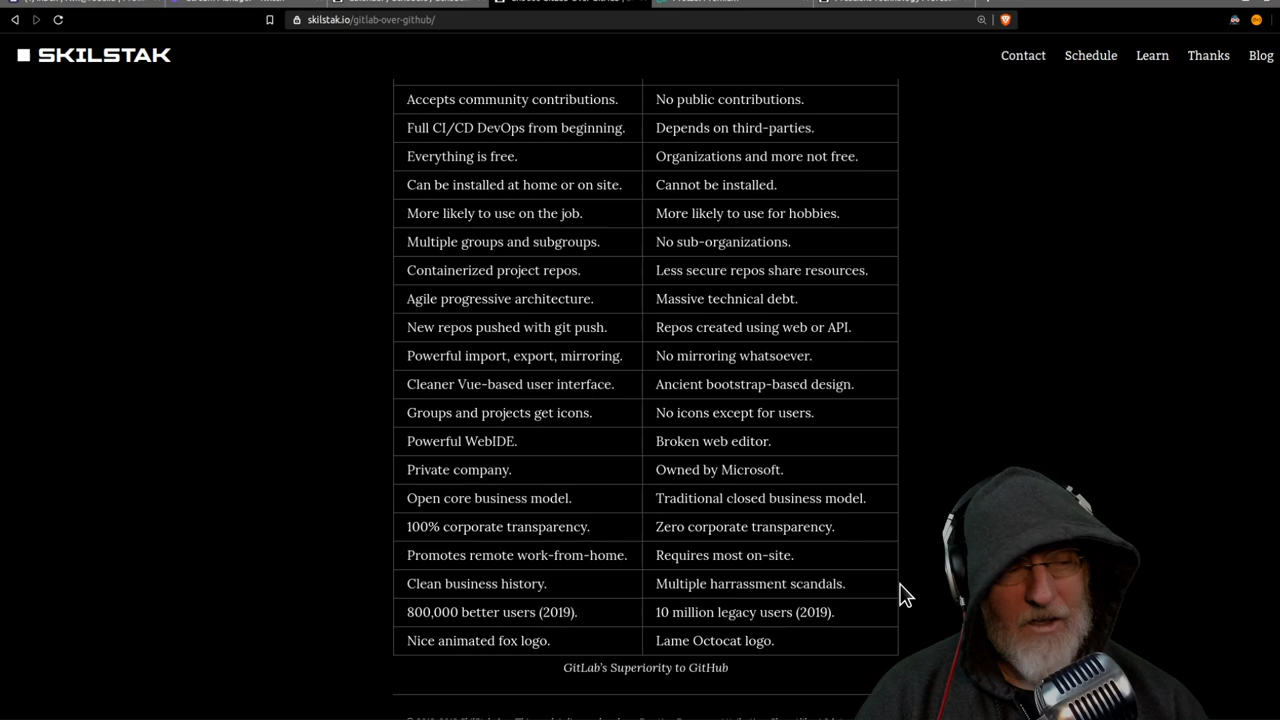 skilstak.io/gitlab-over-github/
SKILSTAK
Contact Schedule Learn Thanks Blog
Accepts community contributions. No public contributions.
Full CI/CD DevOps from beginning. Depends on third-parties.
Everything is free. Organizations and more not free.
Can be installed at home or on site. Cannot be installed.
More likely to use on the job. More likely to use for hobbies.
Multiple groups and subgroups. No sub-organizations.
Containerized project repos. Less secure repos share resources.
Agile progressive architecture. Massive technical debt.
New repos pushed with git push. Repos created using web or API.
Powerful import, export, mirroring. No mirroring whatsoever.
Cleaner Vue-based user interface. Ancient bootstrap-based design.
Groups and projects get icons. No icons except for users.
Powerful WebIDE. Broken web editor.
Private company. Owned by Microsoft.
Open core business model. Traditional closed business model.
100% corporate transparency. Zero corporate transparency.
Promotes remote work-from-home. Requires most on-site.
Clean business history. Multiple harrassment scandals.
800,000 better users (2019). 10 million legacy users (2019).
Nice animated fox logo. Lame Octocat logo.
GitLab's Superiority to GitHub